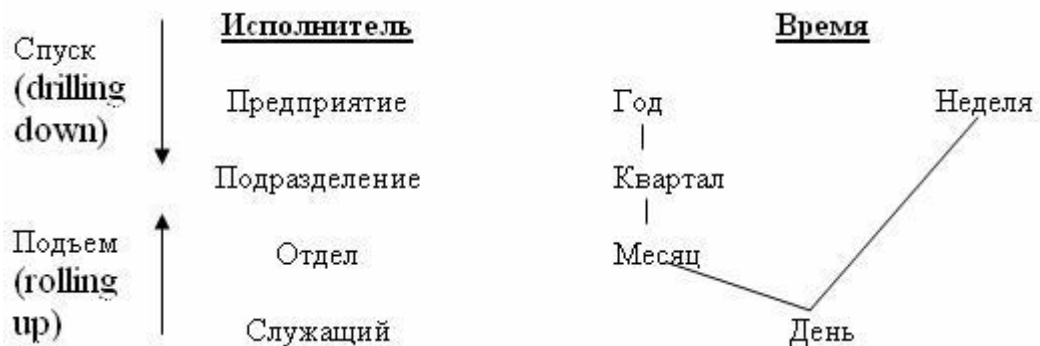 Исполнитель
Время
Спуск
(drilling
down)
Предприятие
Год
Неделя
Подразделение
Квартал
Подъем
(rolling
up)
Отдел
Месяц
Служащий
День